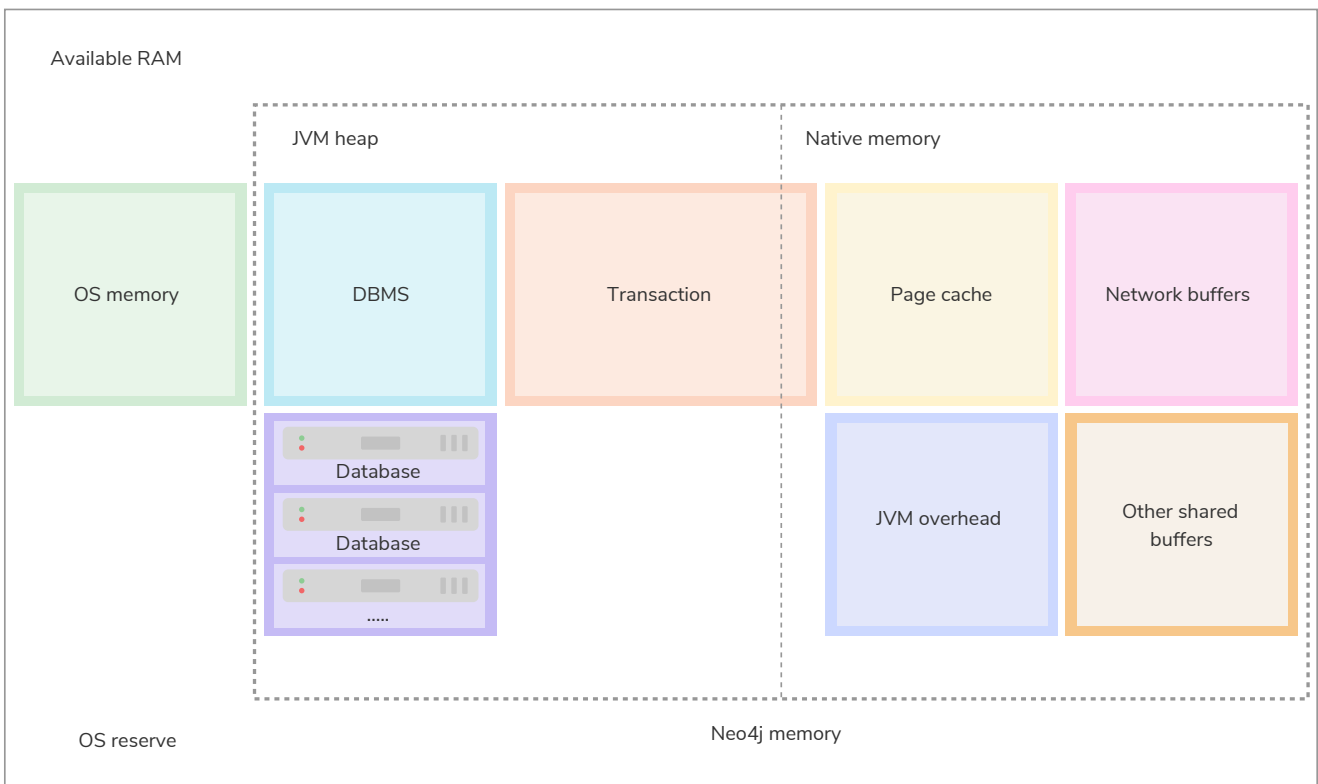 Available RAM
JVM heap
Native memory
OS memory
DBMS
Transaction
Page cache
Network buffers
Database
Database
.....
JVM overhead
Other shared
buffers
OS reserve
Neo4j memory